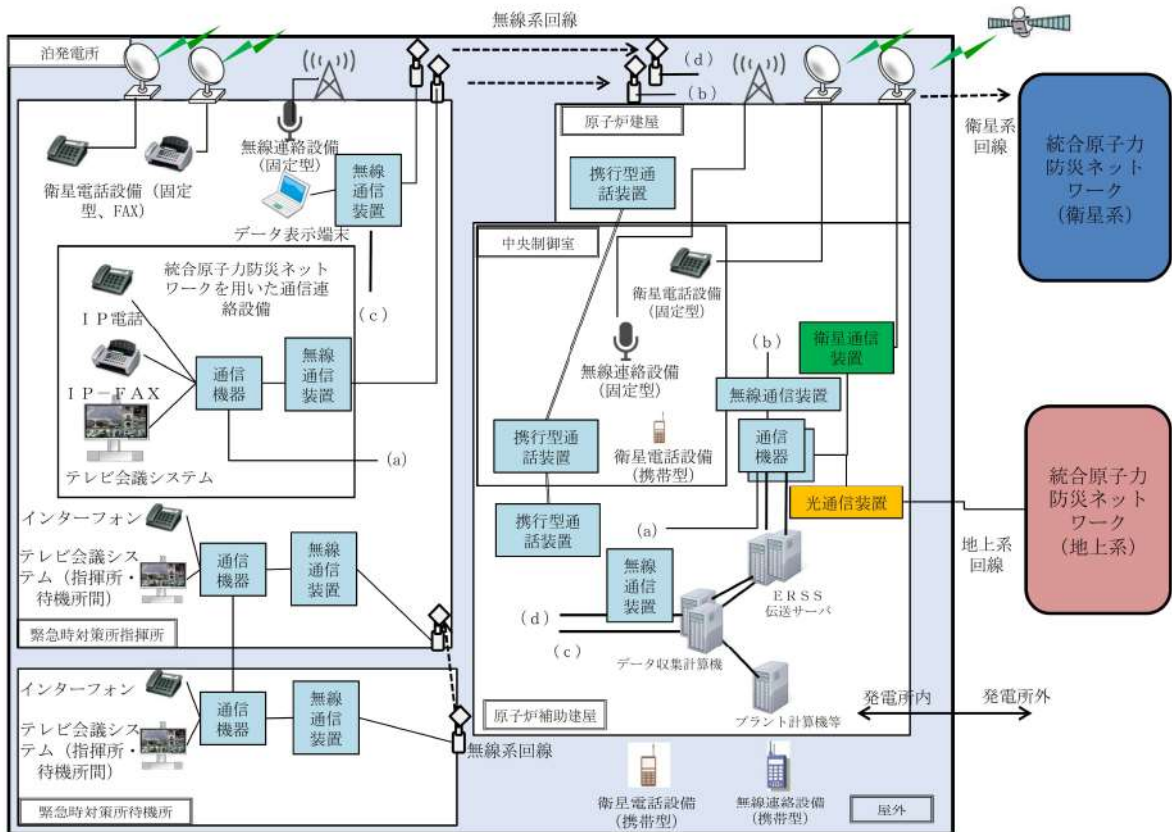 無線系回線
泊発電所
(d)
(b)
原子炉建屋
衛星系
回線
統合原子力
防災ネット
ワーク
(衛星系)
衛星電話設備(固定
型、FAX)
無線連絡設備
(固定型)
データ表示端末
無線
通信
装置
(c)
携行型通
話装置
中央制御室
衛星電話設備
(固定型)
無線連絡設備
(固定型)
衛星電話設備
(携帯型)
(b)
衛星通信
装置
無線通信装置
通信
機器
光通信装置
統合原子力防災ネット
ワークを用いた通信連
絡設備
IP電話
IP-FAX
テレビ会議システム
通信
機器
無線
通信
装置
(a)
携行型通
話装置
携行型通
話装置
(a)
地上系
回線
統合原子力
防災ネット
ワーク
(地上系)
インターフォン
テレビ会議シス
テム(指揮所・
待機所間)
通信
機器
無線
通信
装置
緊急時対策所指揮所
無線
通信
装置
(d)
(c)
ERSS
伝送サーバ
データ収集計算機
プラント計算機等
原子炉補助建屋
発電所内
発電所外
インターフォン
テレビ会議シス
テム(指揮所・
待機所間)
通信
機器
無線
通信
装置
無線系回線
緊急時対策所待機所
衛星電話設備
(携帯型)
無線連絡設備
(携帯型)
屋外